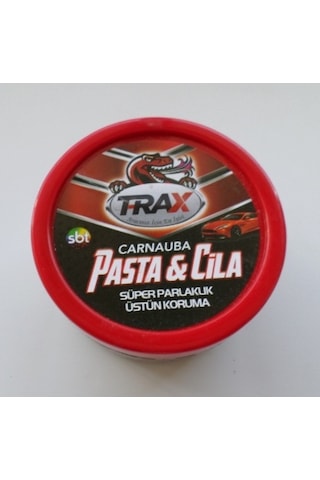 TRAX
sbt
CARNAUBA
PASTA & CİLA
SÜPER PARLAKLIK
ÜSTÜN KORUMA